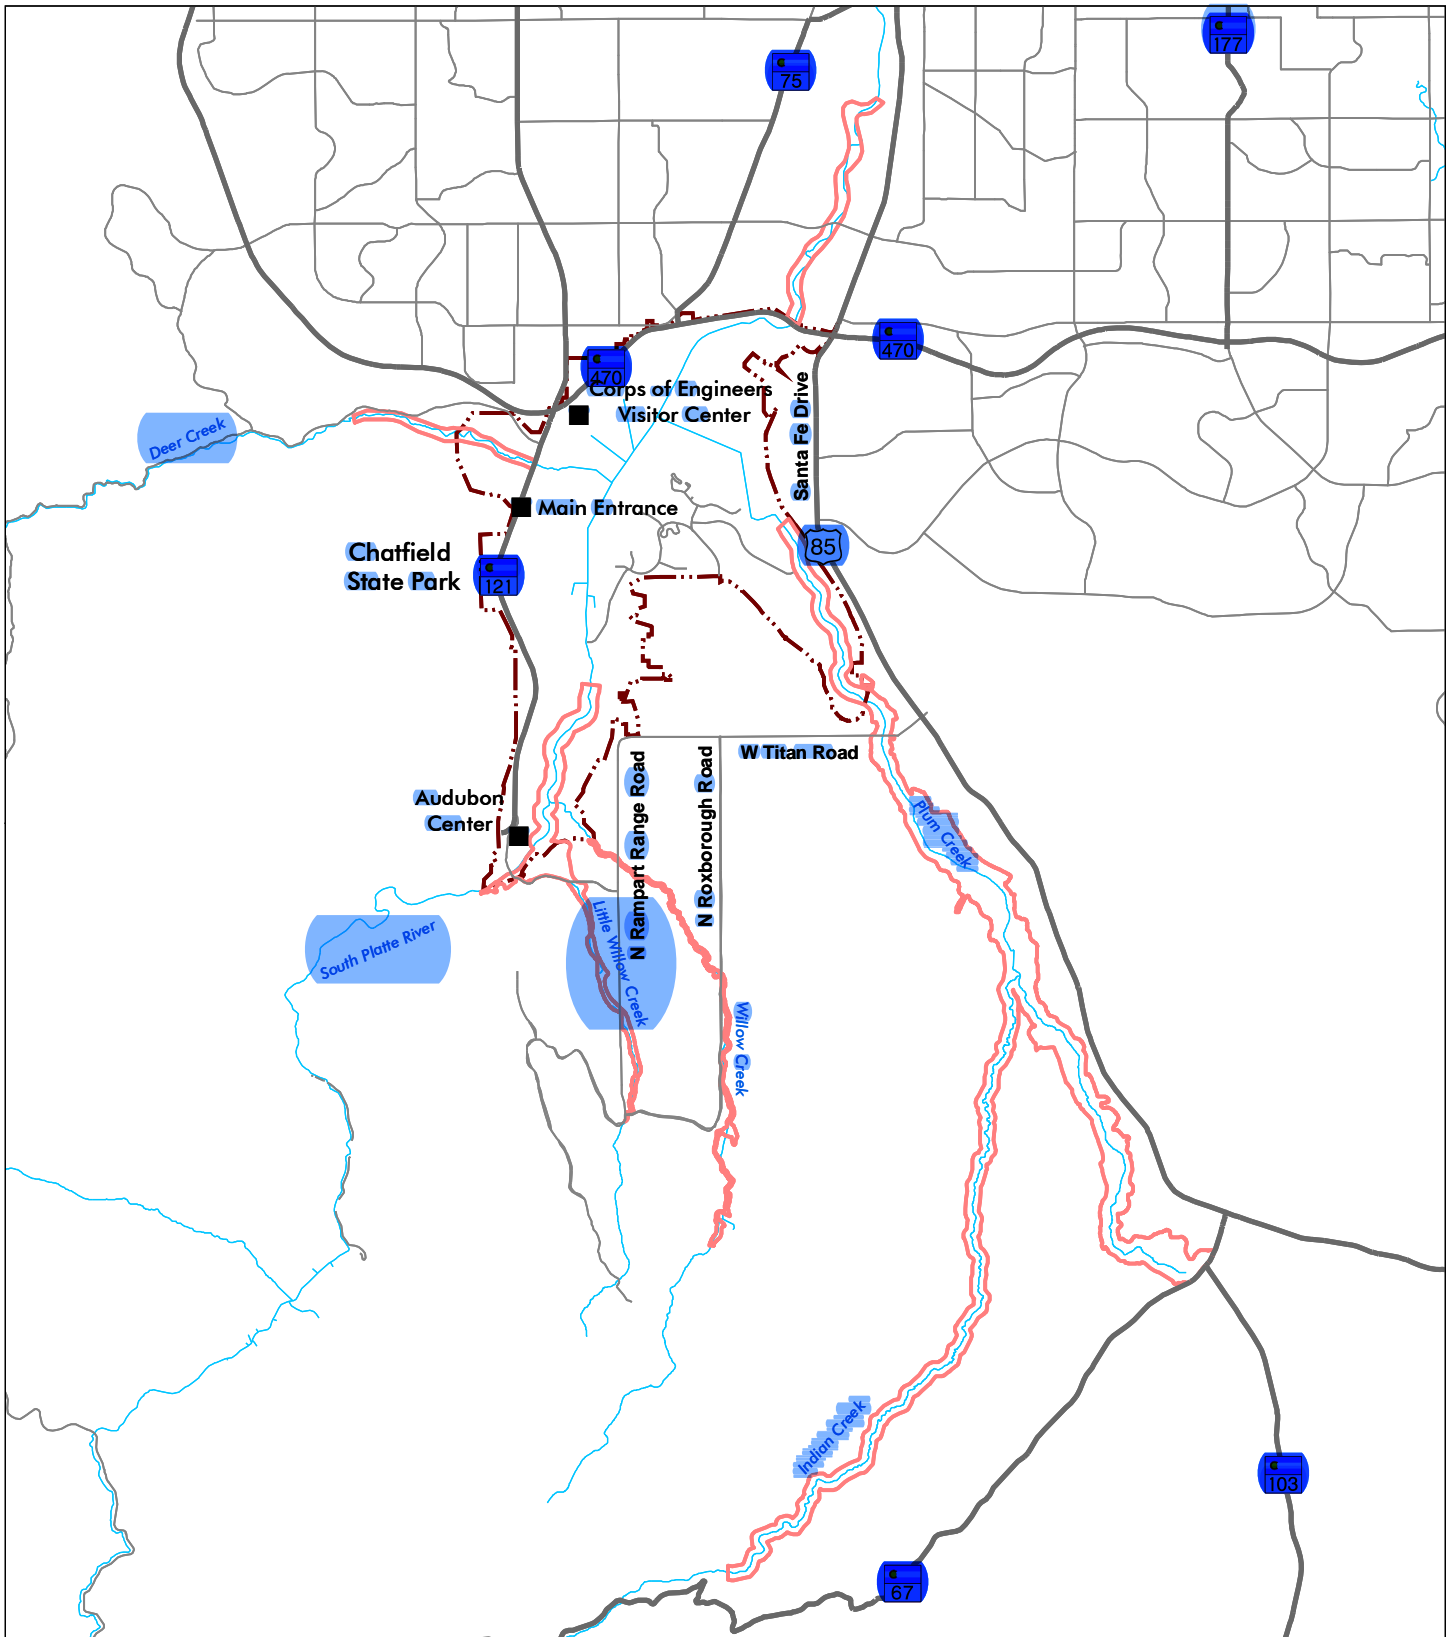 177
75
470
470
Corps of Engineers
Visitor Center
Santa Fe Drive
Deer Creek
Main Entrance
85
Chatfield
State Park
121
W Titan Road
N Rampart Range Road
N Roxborough Road
Audubon
Center
Plum Creek
South Platte River
Little Willow Creek
Willow Creek
Indian Creek
103
67